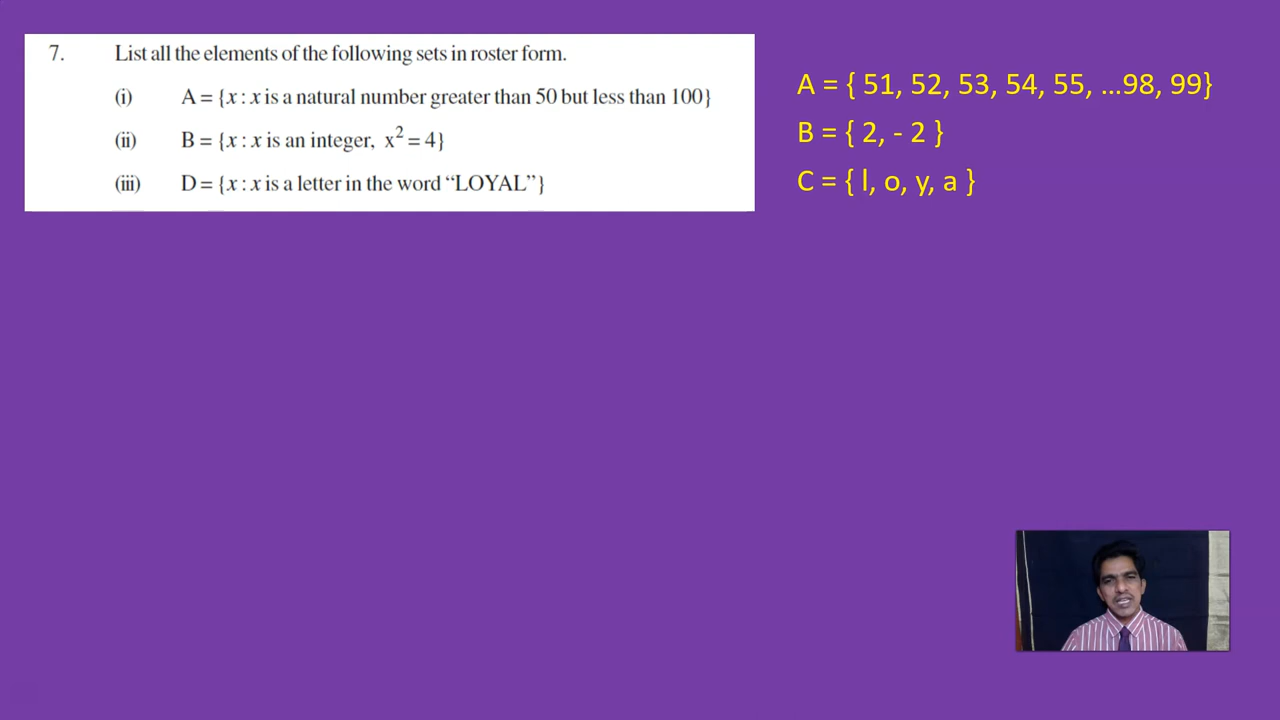 7. List all the elements of the following sets in roster form.
(i) A = {x : x is a natural number greater than 50 but less than 100}
(ii) B = {x : x is an integer, x² = 4}
(iii) D = {x : x is a letter in the word “LOYAL”}
A = { 51, 52, 53, 54, 55, ...98, 99}
B = { 2, - 2 }
C = { l, o, y, a }